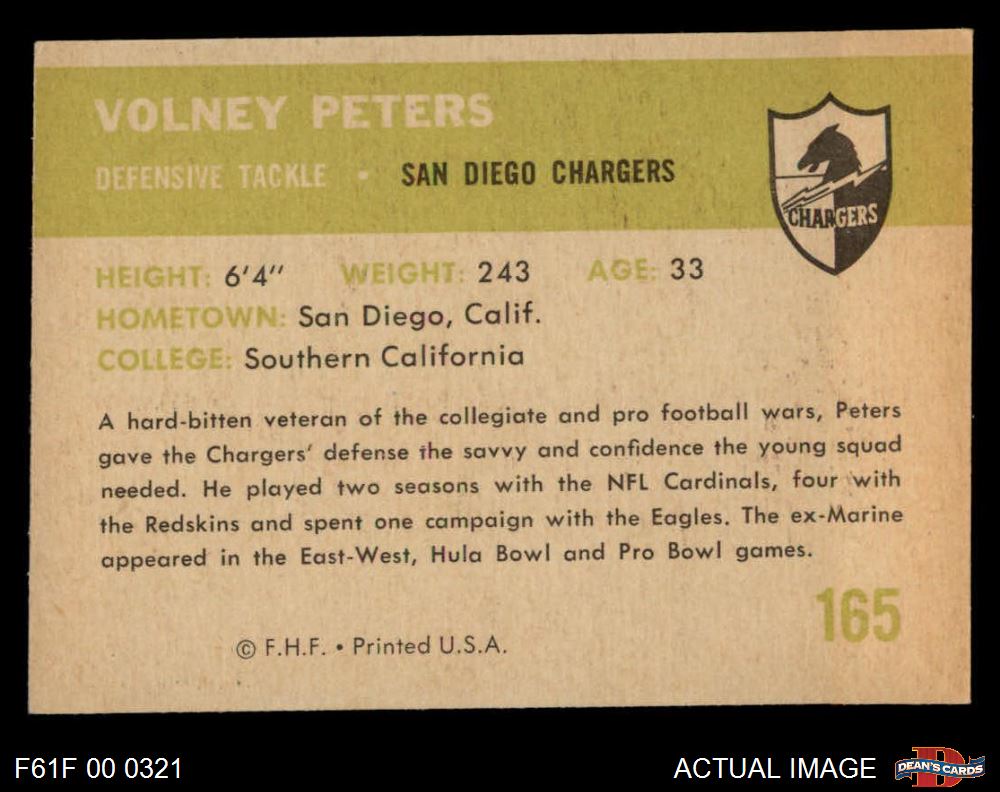 VOLNEY PETERS
DEFENSIVE TACKLE • SAN DIEGO CHARGERS
CHARGERS
HEIGHT: 6'4" WEIGHT: 243 AGE: 33
HOMETOWN: San Diego, Calif.
COLLEGE: Southern California
A hard-bitten veteran of the collegiate and pro football wars, Peters
gave the Chargers' defense the savvy and confidence the young squad
needed. He played two seasons with the NFL Cardinals, four with
the Redskins and spent one campaign with the Eagles. The ex-Marine
appeared in the East-West, Hula Bowl and Pro Bowl games.
165
© F.H.F. • Printed U.S.A.
F61F 00 0321
ACTUAL IMAGE
D
DEAN'S CARDS